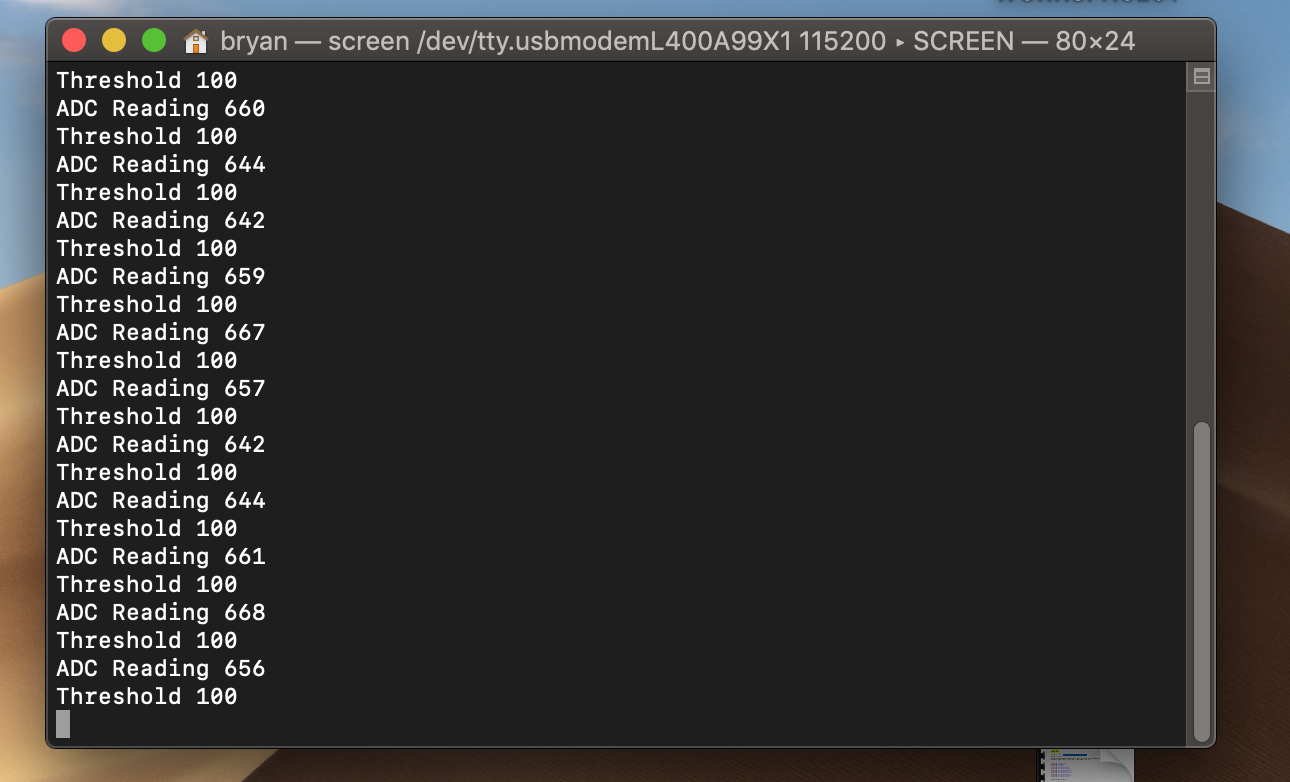 bryan — screen /dev/tty.usbmodemL400A99X1 115200 ▸ SCREEN — 80×24
Threshold 100
ADC Reading 660
Threshold 100
ADC Reading 644
Threshold 100
ADC Reading 642
Threshold 100
ADC Reading 659
Threshold 100
ADC Reading 667
Threshold 100
ADC Reading 657
Threshold 100
ADC Reading 642
Threshold 100
ADC Reading 644
Threshold 100
ADC Reading 661
Threshold 100
ADC Reading 668
Threshold 100
ADC Reading 656
Threshold 100